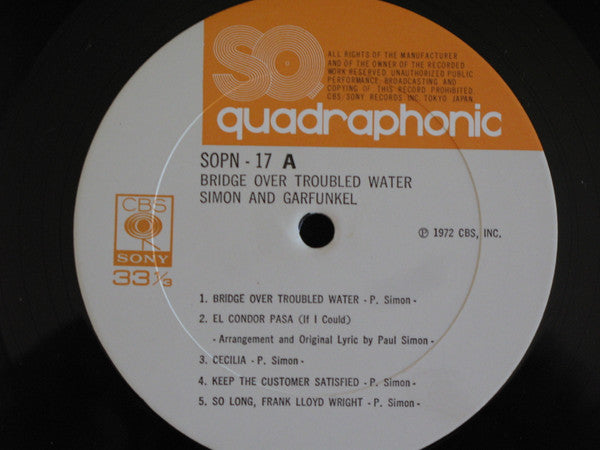 SQ
ALL RIGHTS OF THE MANUFACTURER
AND OF THE OWNER OF THE RECORDED
WORK RESERVED. UNAUTHORIZED PUBLIC
PERFORMANCE, BROADCASTING AND
COPYING OF THIS RECORD PROHIBITED.
CBS/SONY RECORDS INC. TOKYO JAPAN
quadraphonic
SOPN - 17 A
BRIDGE OVER TROUBLED WATER
SIMON AND GARFUNKEL
CBS
SONY
33 1/3
℗ 1972 CBS, INC.
1. BRIDGE OVER TROUBLED WATER - P. Simon -
2. EL CONDOR PASA (If I Could)
- Arrangement and Original Lyric by Paul Simon -
3. CECILIA - P. Simon -
4. KEEP THE CUSTOMER SATISFIED - P. Simon -
5. SO LONG, FRANK LLOYD WRIGHT - P. Simon -